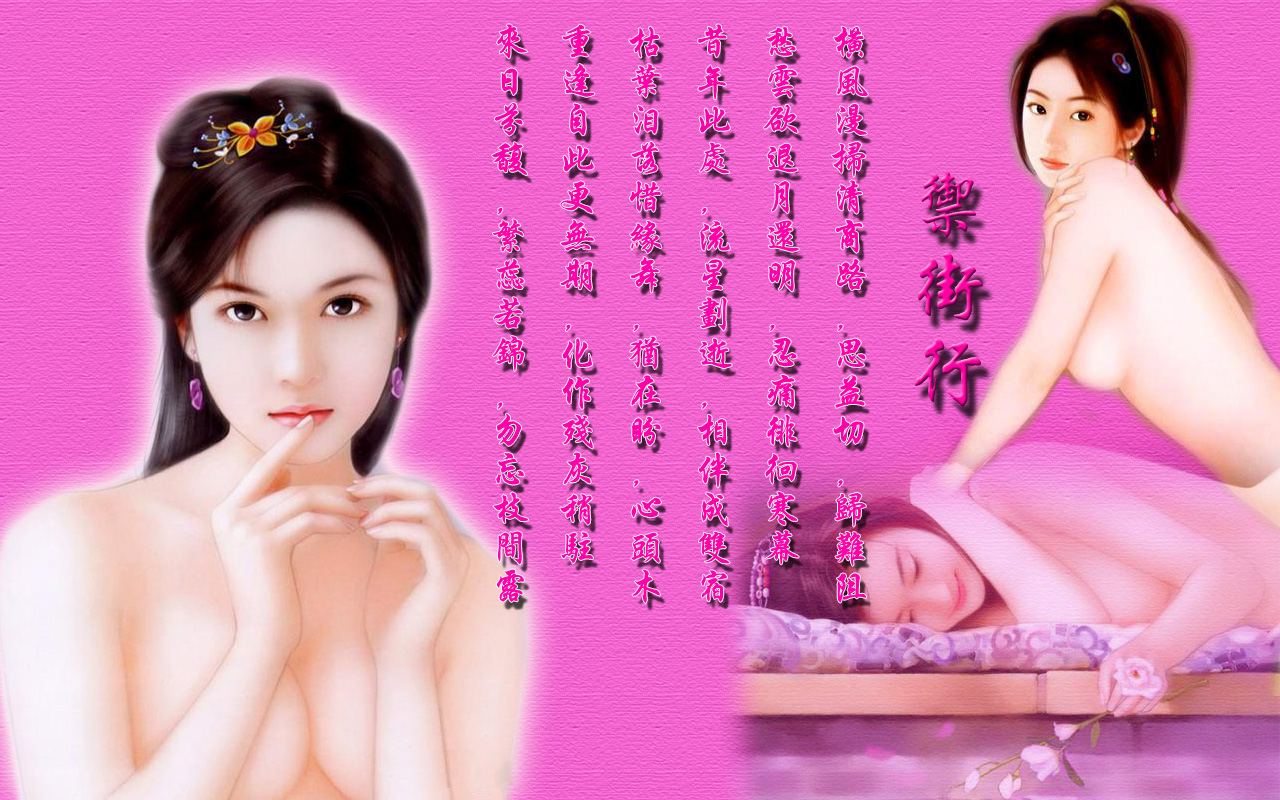 禦街行
橫風漫掃清商路，思益切，歸難阻
愁雲欲退月還明，忍痛徘徊寒幕
昔年此處，流星劃逝，相伴成雙宿
枯葉泪落惜緣舞，猶在盼，心頭木
重逢自此更無期，化作殘灰稍駐
來日芬馥，繁蕊若錦，勿忘枝間露